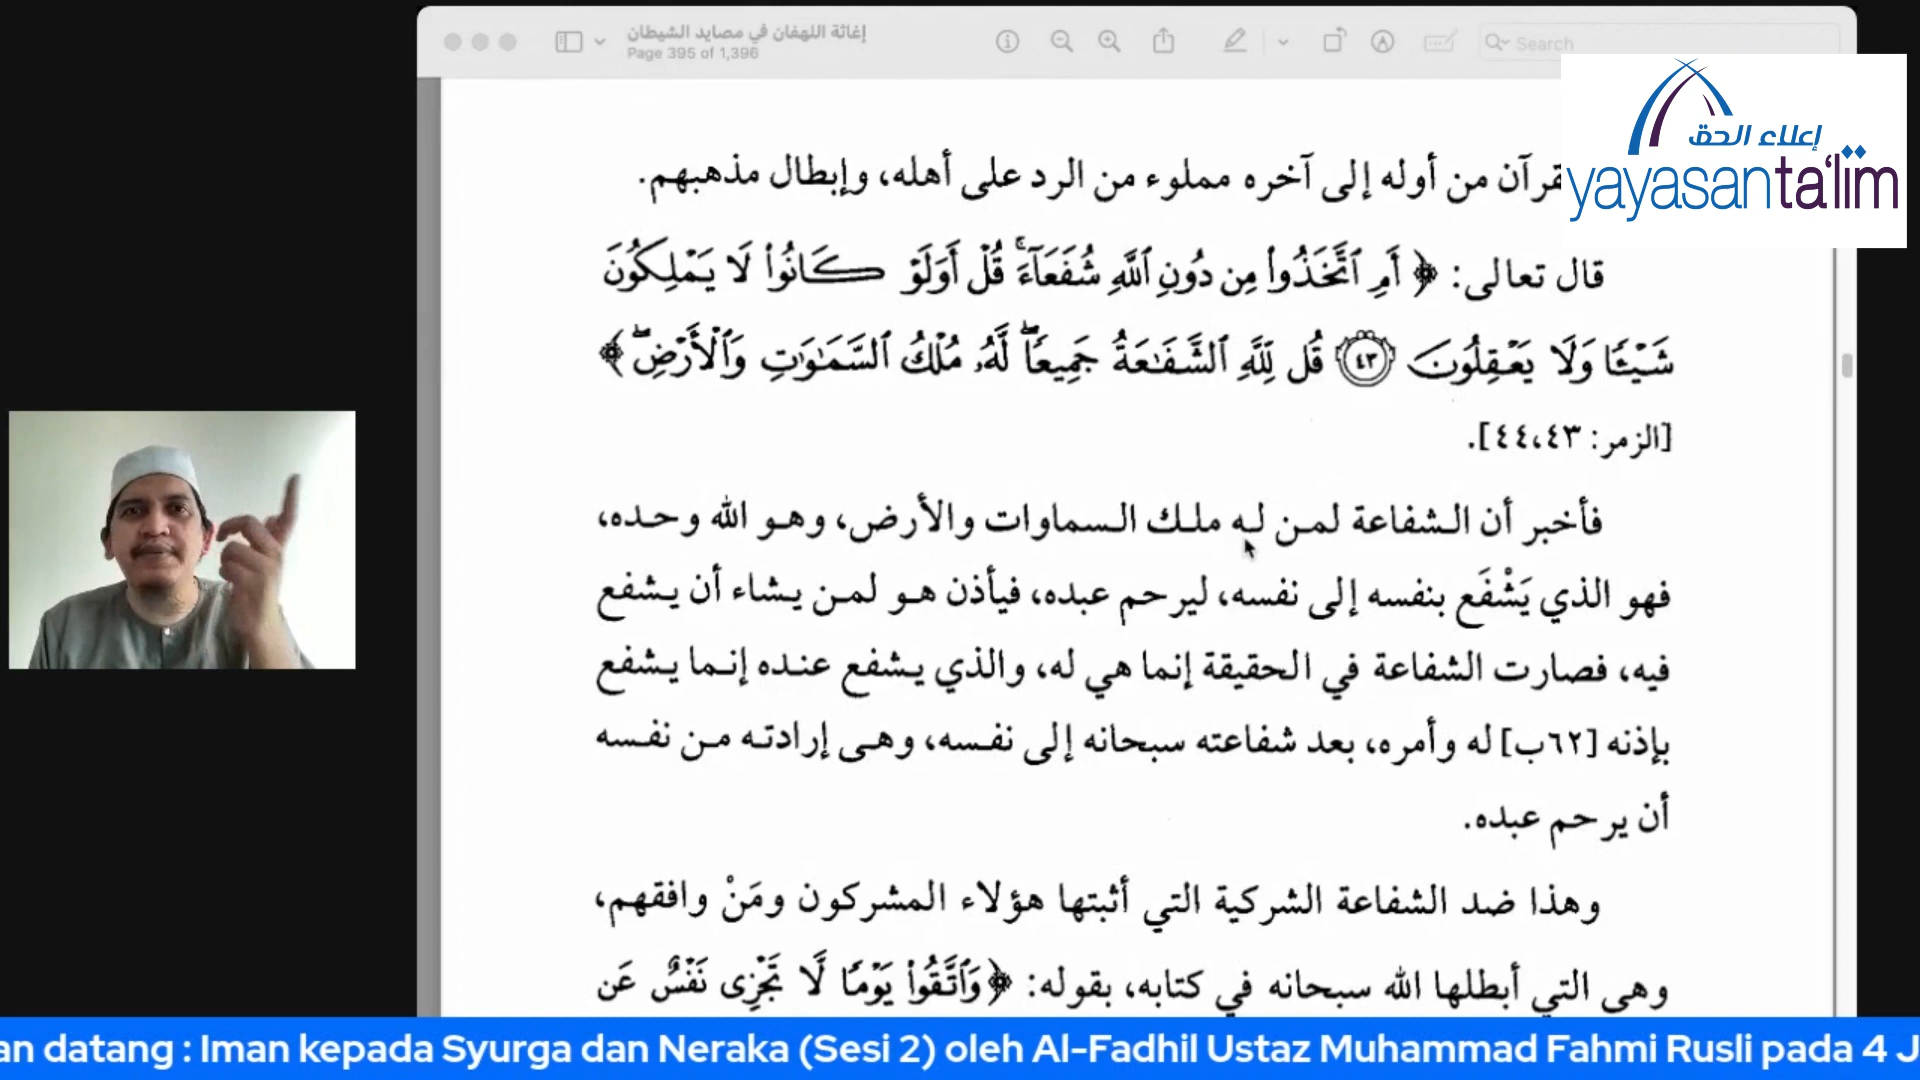 إغاثة اللهفان في مصايد الشيطان
Page 395 of 1,396
Search
إعلاء الحق
yayasanta'lim
قرآن من أوله إلى آخره مملوء من الرد على أهله، وإبطال مذهبهم.
قال تعالى: ﴿أَمِ ٱتَّخَذُوا۟ مِن دُونِ ٱللَّهِ شُفَعَآءَ ۚ قُلْ أَوَلَوْ كَانُوا۟ لَا يَمْلِكُونَ
شَيْـًٔا وَلَا يَعْقِلُونَ ٤٣ قُل لِّلَّهِ ٱلشَّفَـٰعَةُ جَمِيعًا ۖ لَّهُۥ مُلْكُ ٱلسَّمَـٰوَٰتِ وَٱلْأَرْضِ ۖ﴾
[الزمر: ٤٣،٤٤].
فأخبر أن الشفاعة لمن له ملك السماوات والأرض، وهو الله وحده،
فهو الذي يَشْفَع بنفسه إلى نفسه، ليرحم عبده، فيأذن هو لمن يشاء أن يشفع
فيه، فصارت الشفاعة في الحقيقة إنما هي له، والذي يشفع عنده إنما يشفع
بإذنه [٦٢ب] له وأمره، بعد شفاعته سبحانه إلى نفسه، وهى إرادته من نفسه
أن يرحم عبده.
وهذا ضد الشفاعة الشركية التي أثبتها هؤلاء المشركون ومَنْ وافقهم،
وهى التي أبطلها الله سبحانه في كتابه، بقوله: ﴿وَٱتَّقُوا۟ يَوْمًا لَّا تَجْزِى نَفْسٌ عَن
an datang : Iman kepada Syurga dan Neraka (Sesi 2) oleh Al-Fadhil Ustaz Muhammad Fahmi Rusli pada 4 J